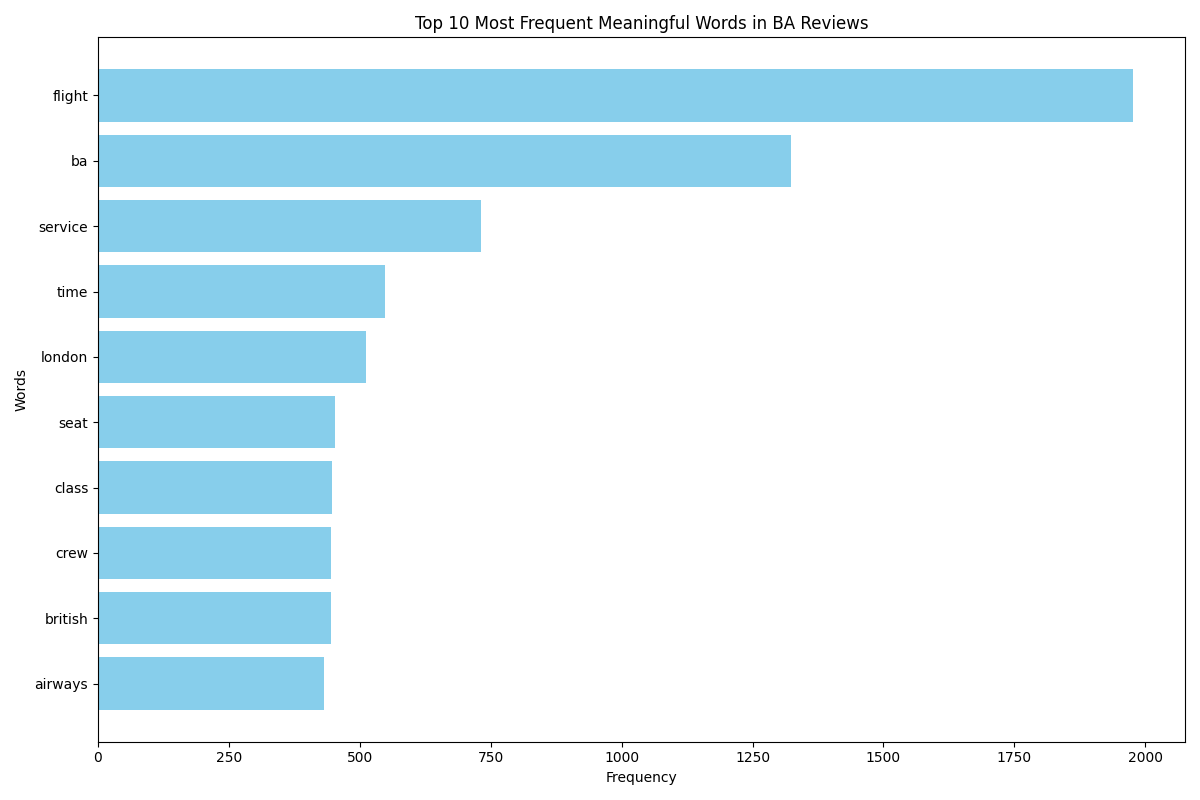 Top 10 Most Frequent Meaningful Words in BA Reviews
flight
ba
service
time
london
seat
class
crew
british
airways
Words
0 250 500 750 1000 1250 1500 1750 2000
Frequency